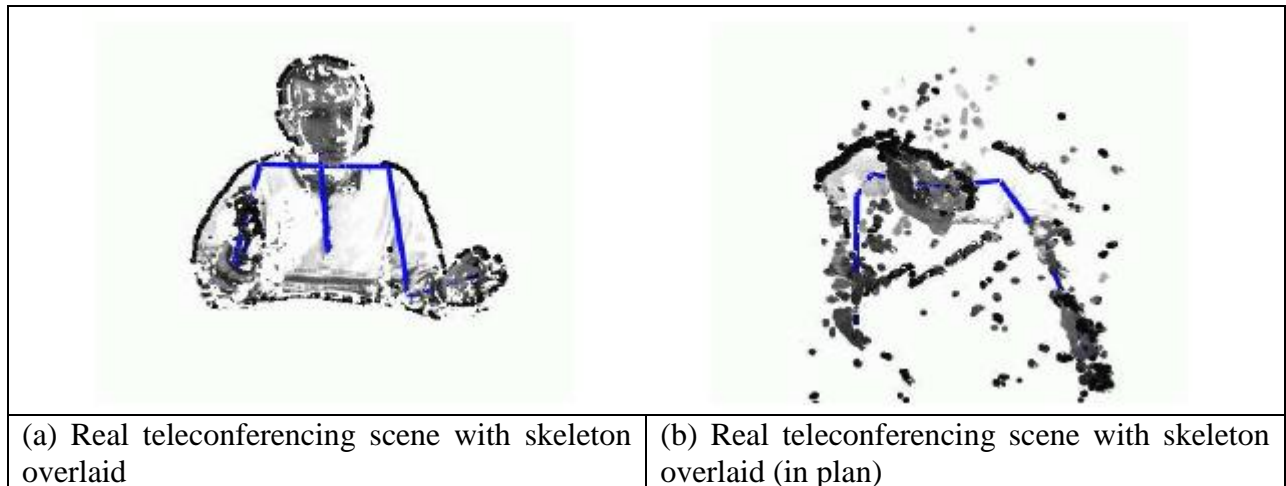 (a) Real teleconferencing scene with skeleton
overlaid
(b) Real teleconferencing scene with skeleton
overlaid (in plan)